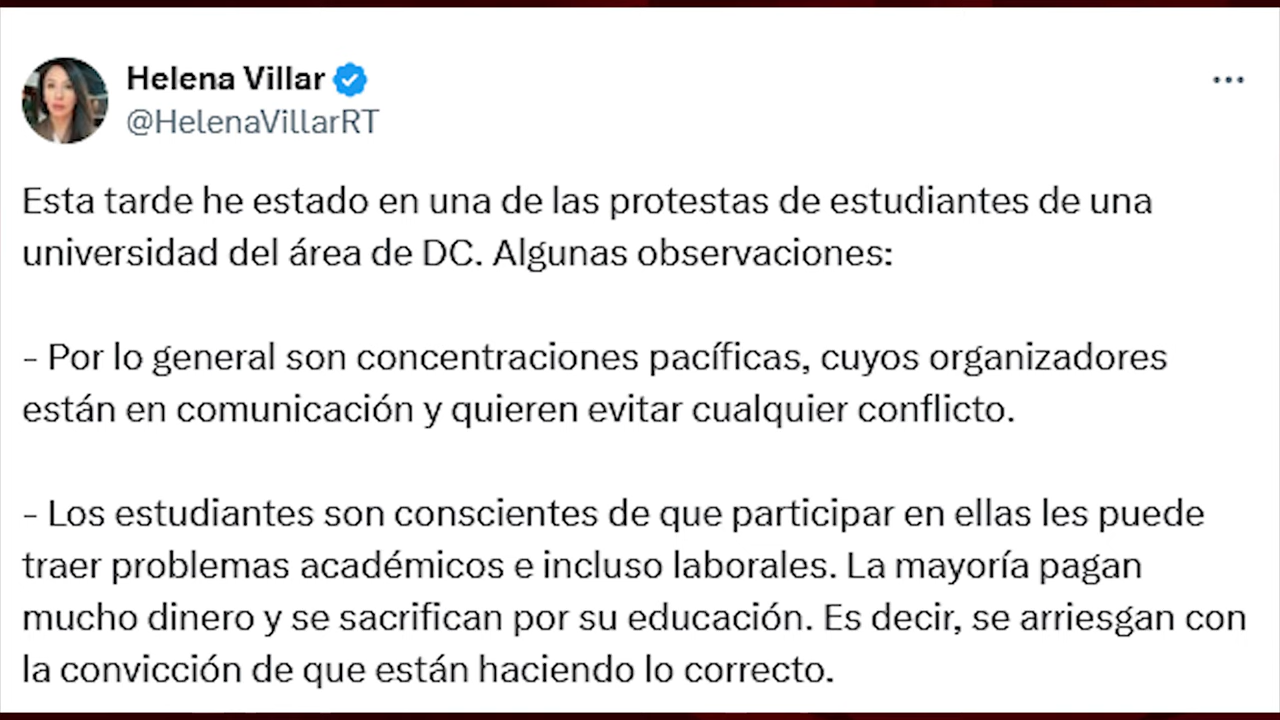 Helena Villar
@HelenaVillarRT
Esta tarde he estado en una de las protestas de estudiantes de una
universidad del área de DC. Algunas observaciones:
- Por lo general son concentraciones pacíficas, cuyos organizadores
están en comunicación y quieren evitar cualquier conflicto.
- Los estudiantes son conscientes de que participar en ellas les puede
traer problemas académicos e incluso laborales. La mayoría pagan
mucho dinero y se sacrifican por su educación. Es decir, se arriesgan con
la convicción de que están haciendo lo correcto.